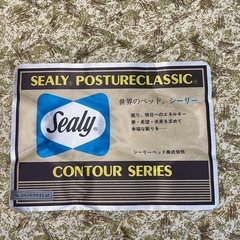 SEALY POSTURECLASSIC
Sealy
®
世界のベッド、シーリー
眠り、明日へのエネルギー
夢・希望・未来を求めて
幸福な眠りを……
シーリーベッド株式会社
CONTOUR SERIES